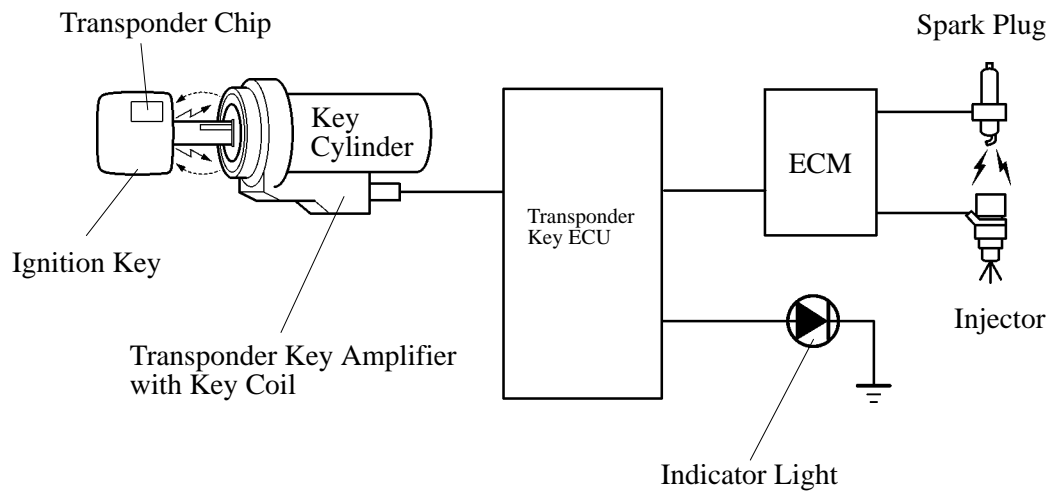 Transponder Chip
Spark Plug
Key
Cylinder
ECM
Transponder
Key ECU
Ignition Key
Injector
Transponder Key Amplifier
with Key Coil
Indicator Light